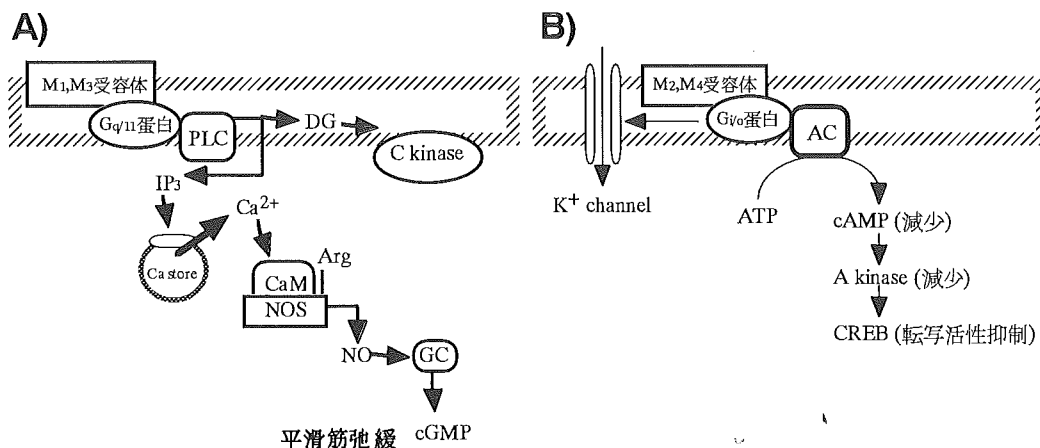 A)
M1,M3受容体
Gq/11蛋白
PLC
DG
C kinase
IP3
Ca2+
Ca store
Arg
CaM
NOS
NO
GC
平滑筋弛緩
cGMP
B)
M2,M4受容体
Gi/o蛋白
AC
K+ channel
ATP
cAMP (減少)
A kinase (減少)
CREB (転写活性抑制)